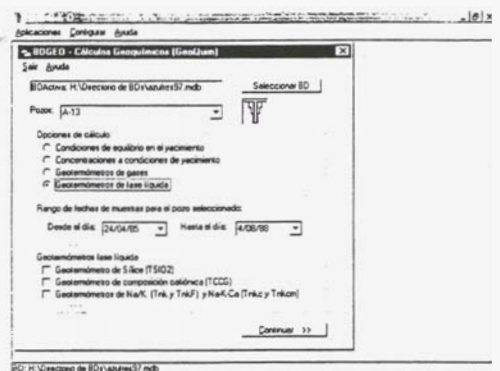 Aplicaciones Configurar Ayuda
BDGEO - Cálculos Geoquímicos (GeoQuim)
Salir Ayuda
BDActiva: H:\Directorio de BDs\azufres97.mdb
Seleccionar BD
Pozos: A-13
Opciones de cálculo
Condiciones de equilibrio en el yacimiento
Concentraciones a condiciones de yacimiento
Geotermómetros de gases
Geotermómetros de fase líquida
Rango de fechas de muestras para el pozo seleccionado:
Desde el día: 24/04/85 Hasta el día: 4/08/88
Geotermómetros fase líquida
Geotermómetro de Sílice (TSIO2)
Geotermómetro de composición catiónica (TCCG)
Geotermómetro de Na/K (Tnk y TnkF) y Na-K-Ca (Tnkc y Tnkcm)
Continuar >>
BD: H:\Directorio de BDs\azufres97.mdb